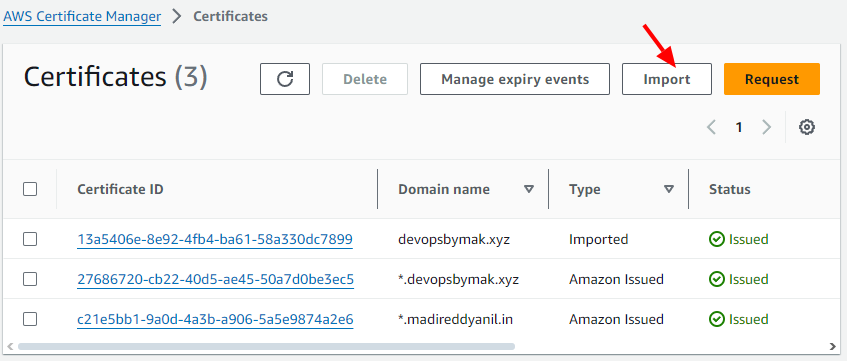 AWS Certificate Manager > Certificates
Certificates (3) Delete Manage expiry events Import Request
1
Certificate ID Domain name Type Status
13a5406e-8e92-4fb4-ba61-58a330dc7899 devopsbymak.xyz Imported Issued
27686720-cb22-40d5-ae45-50a7d0be3ec5 *.devopsbymak.xyz Amazon Issued Issued
c21e5bb1-9a0d-4a3b-a906-5a5e9874a2e6 *.madireddyanil.in Amazon Issued Issued